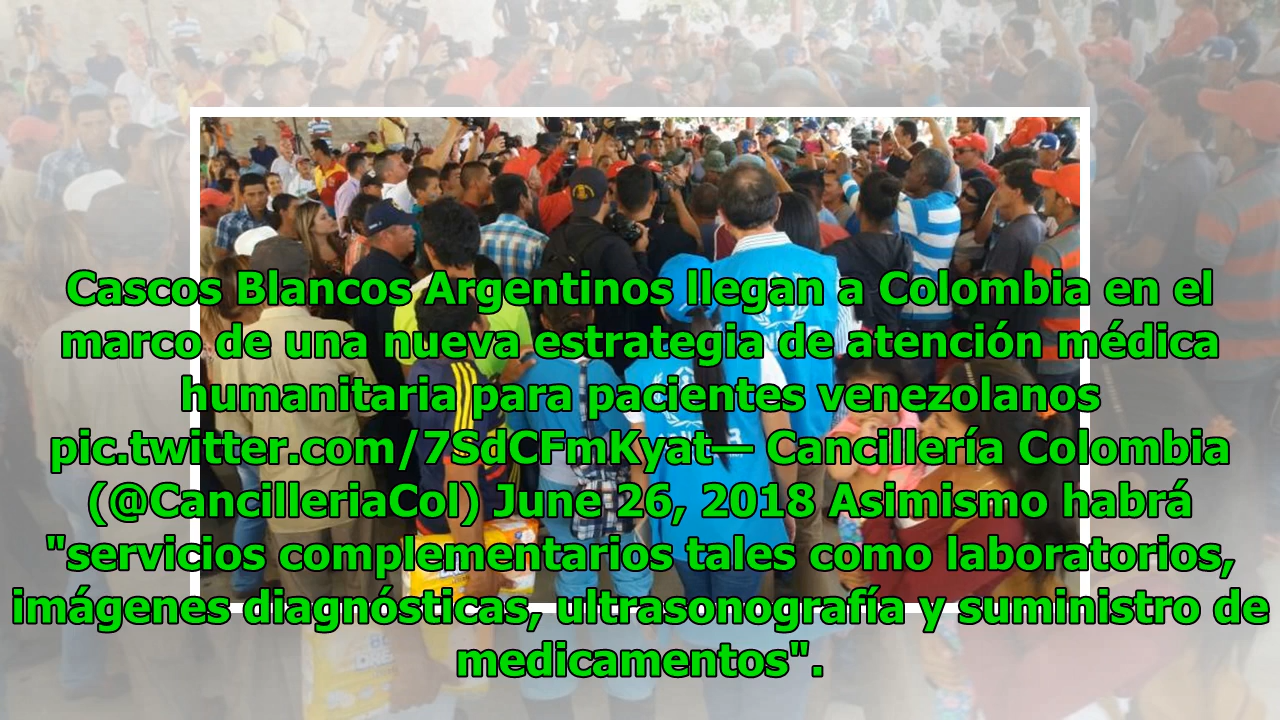 Cascos Blancos Argentinos llegan a Colombia en el
marco de una nueva estrategia de atención médica
humanitaria para pacientes venezolanos
pic.twitter.com/7SdCFmKyat— Cancillería Colombia
(@CancilleriaCol) June 26, 2018 Asimismo habrá
"servicios complementarios tales como laboratorios,
imágenes diagnósticas, ultrasonografía y suministro de
medicamentos".